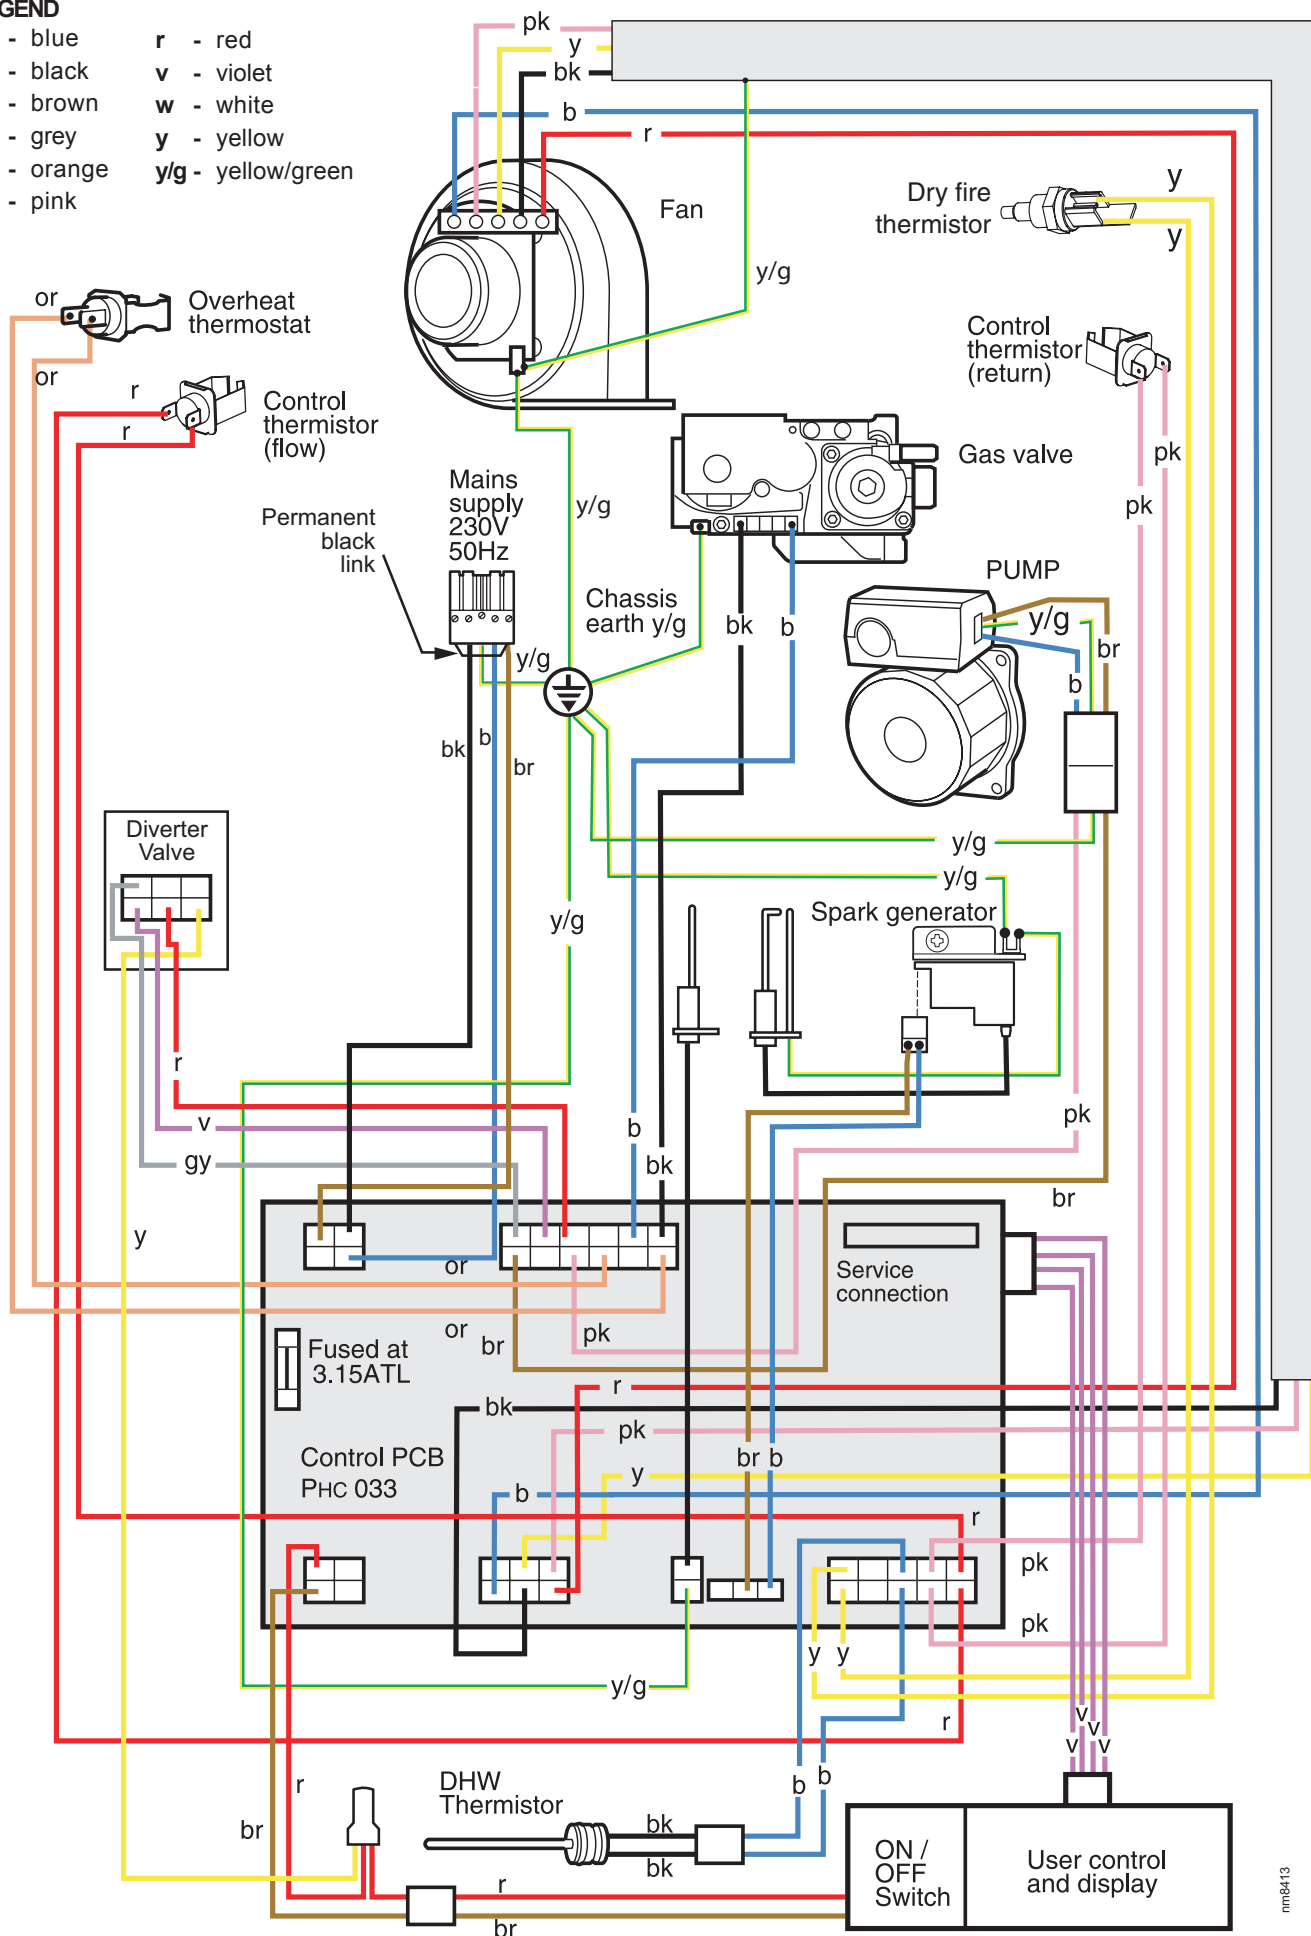 GEND
- blue
- black
- brown
- grey
- orange
- pink
r - red
v - violet
w - white
y - yellow
y/g - yellow/green
pk
y
bk
b
r
Fan
y/g
Dry fire
thermistor
y
y
or
Overheat
thermostat
or
r
r
Control
thermistor
(flow)
Control
thermistor
(return)
pk
pk
Gas valve
Mains
supply
230V
50Hz
Permanent
black
link
y/g
Chassis
earth y/g
bk
b
PUMP
y/g
br
b
y/g
bk
b
br
Diverter
Valve
y/g
y/g
y/g
Spark generator
r
v
gy
b
bk
pk
br
y
or
Service
connection
or
br
pk
Fused at
3.15ATL
r
bk
pk
Control PCB
PHC 033
br
b
y
b
r
pk
pk
y
y
y/g
r
v
v
v
v
r
br
DHW
Thermistor
bk
bk
b
b
r
br
ON /
OFF
Switch
User control
and display
nm8413